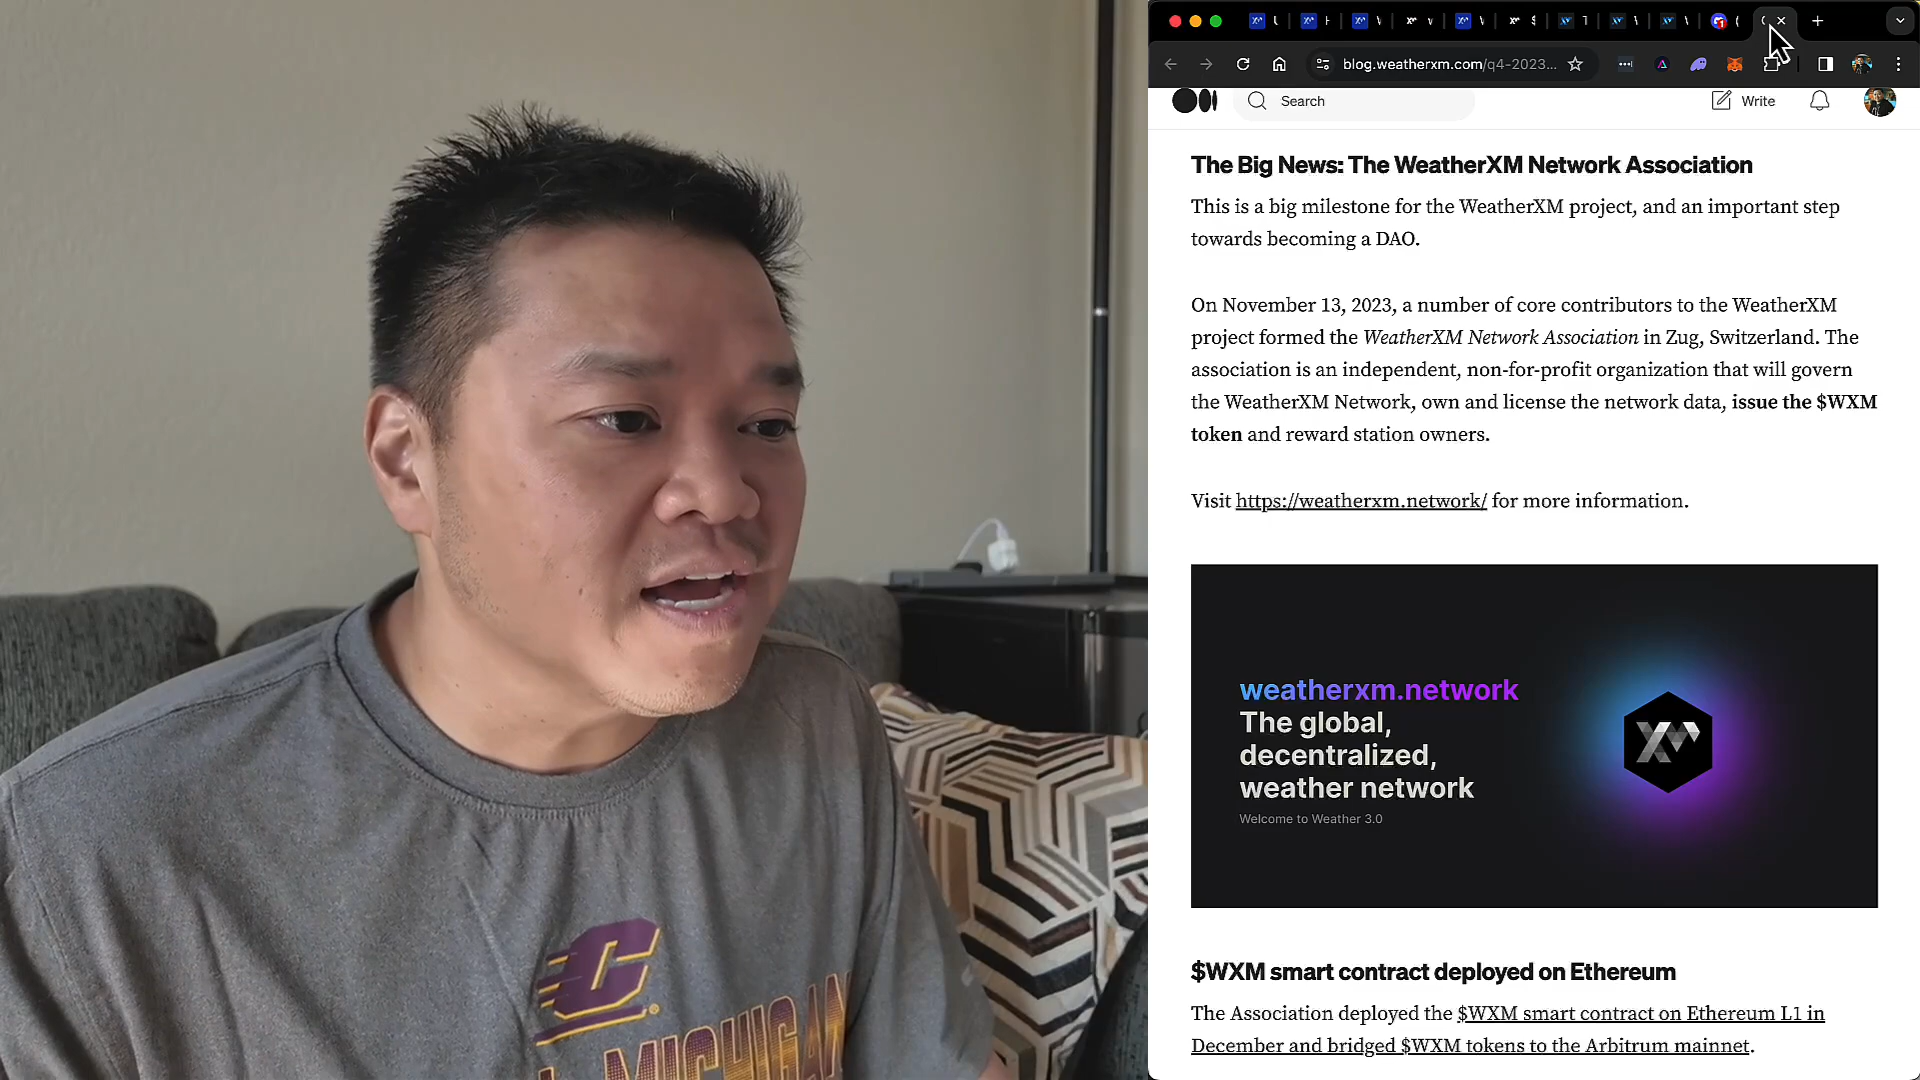 blog.weatherxm.com/q4-2023...
Search
Write
The Big News: The WeatherXM Network Association
This is a big milestone for the WeatherXM project, and an important step
towards becoming a DAO.
On November 13, 2023, a number of core contributors to the WeatherXM
project formed the WeatherXM Network Association in Zug, Switzerland. The
association is an independent, non-for-profit organization that will govern
the WeatherXM Network, own and license the network data, issue the $WXM
token and reward station owners.
Visit https://weatherxm.network/ for more information.
weatherxm.network
The global,
decentralized,
weather network
Welcome to Weather 3.0
XM
$WXM smart contract deployed on Ethereum
The Association deployed the $WXM smart contract on Ethereum L1 in
December and bridged $WXM tokens to the Arbitrum mainnet.
C
MICHIGAN